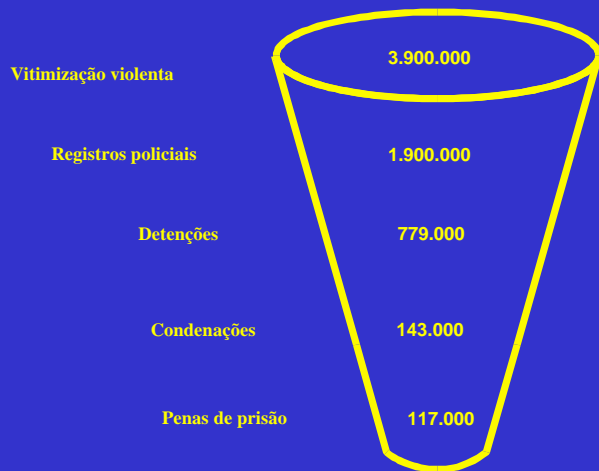 Vitimização violenta 3.900.000
Registros policiais 1.900.000
Detenções 779.000
Condenações 143.000
Penas de prisão 117.000